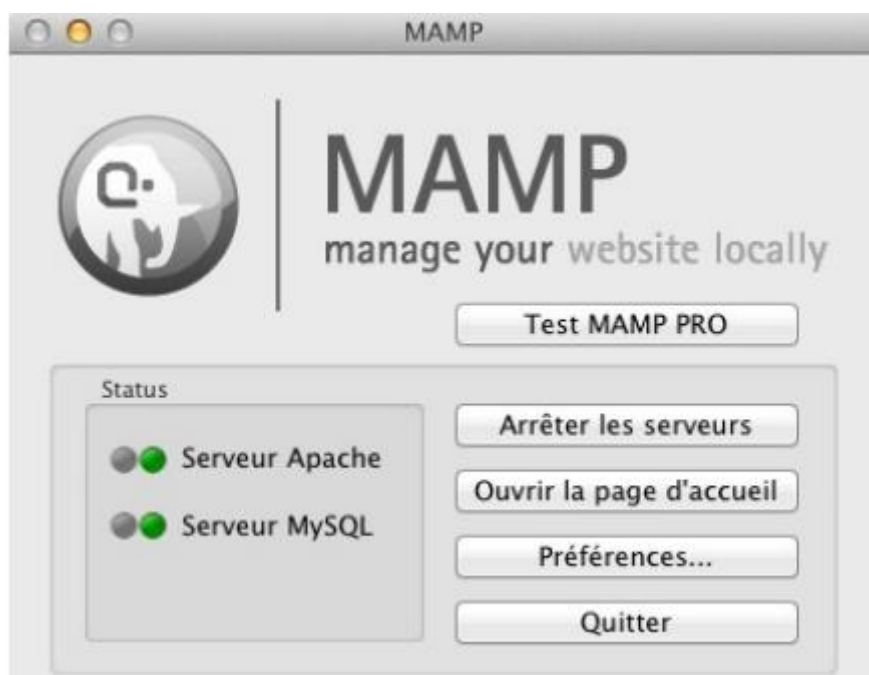 MAMP
MAMP
manage your website locally
Test MAMP PRO
Status
Serveur Apache
Serveur MySQL
Arrêter les serveurs
Ouvrir la page d'accueil
Préférences...
Quitter